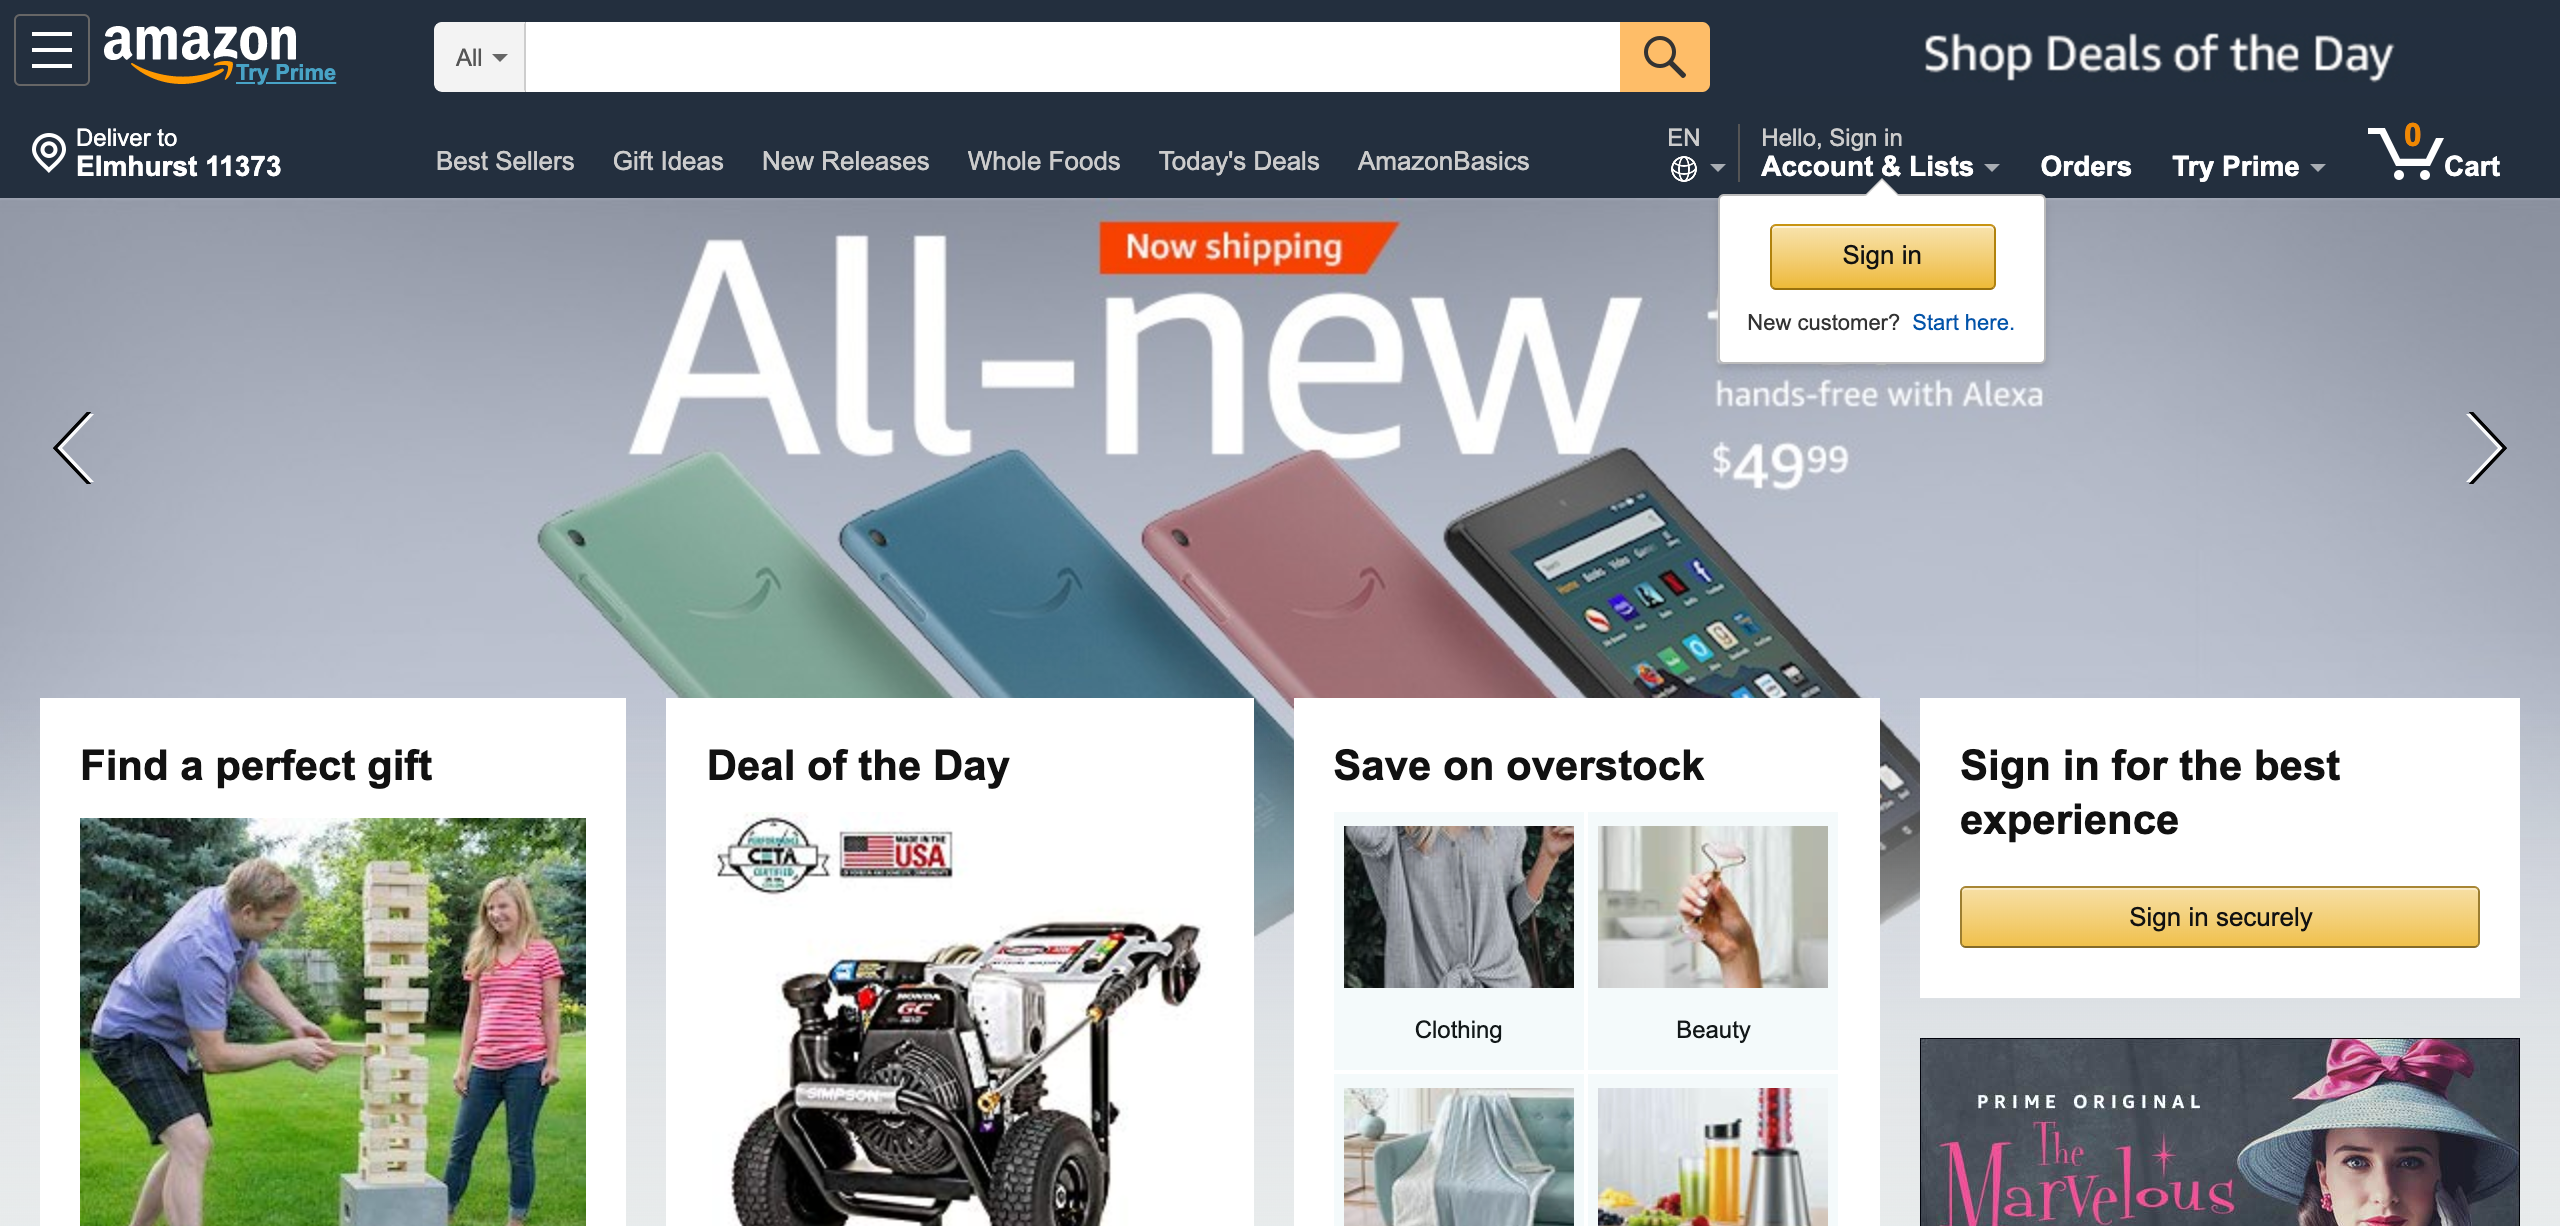 amazon
Try Prime
All
Shop Deals of the Day
Deliver to
Elmhurst 11373
Best Sellers
Gift Ideas
New Releases
Whole Foods
Today's Deals
AmazonBasics
EN
Hello, Sign in
Account & Lists
Orders
Try Prime
0
Cart
Sign in
New customer? Start here.
Now shipping
All-new
hands-free with Alexa
$49.99
Find a perfect gift
Deal of the Day
CETA
CERTIFIED
MADE IN THE
USA
HONDA
GC
SIMPSON
Save on overstock
Clothing
Beauty
Sign in for the best
experience
Sign in securely
PRIME ORIGINAL
The
Marvelous